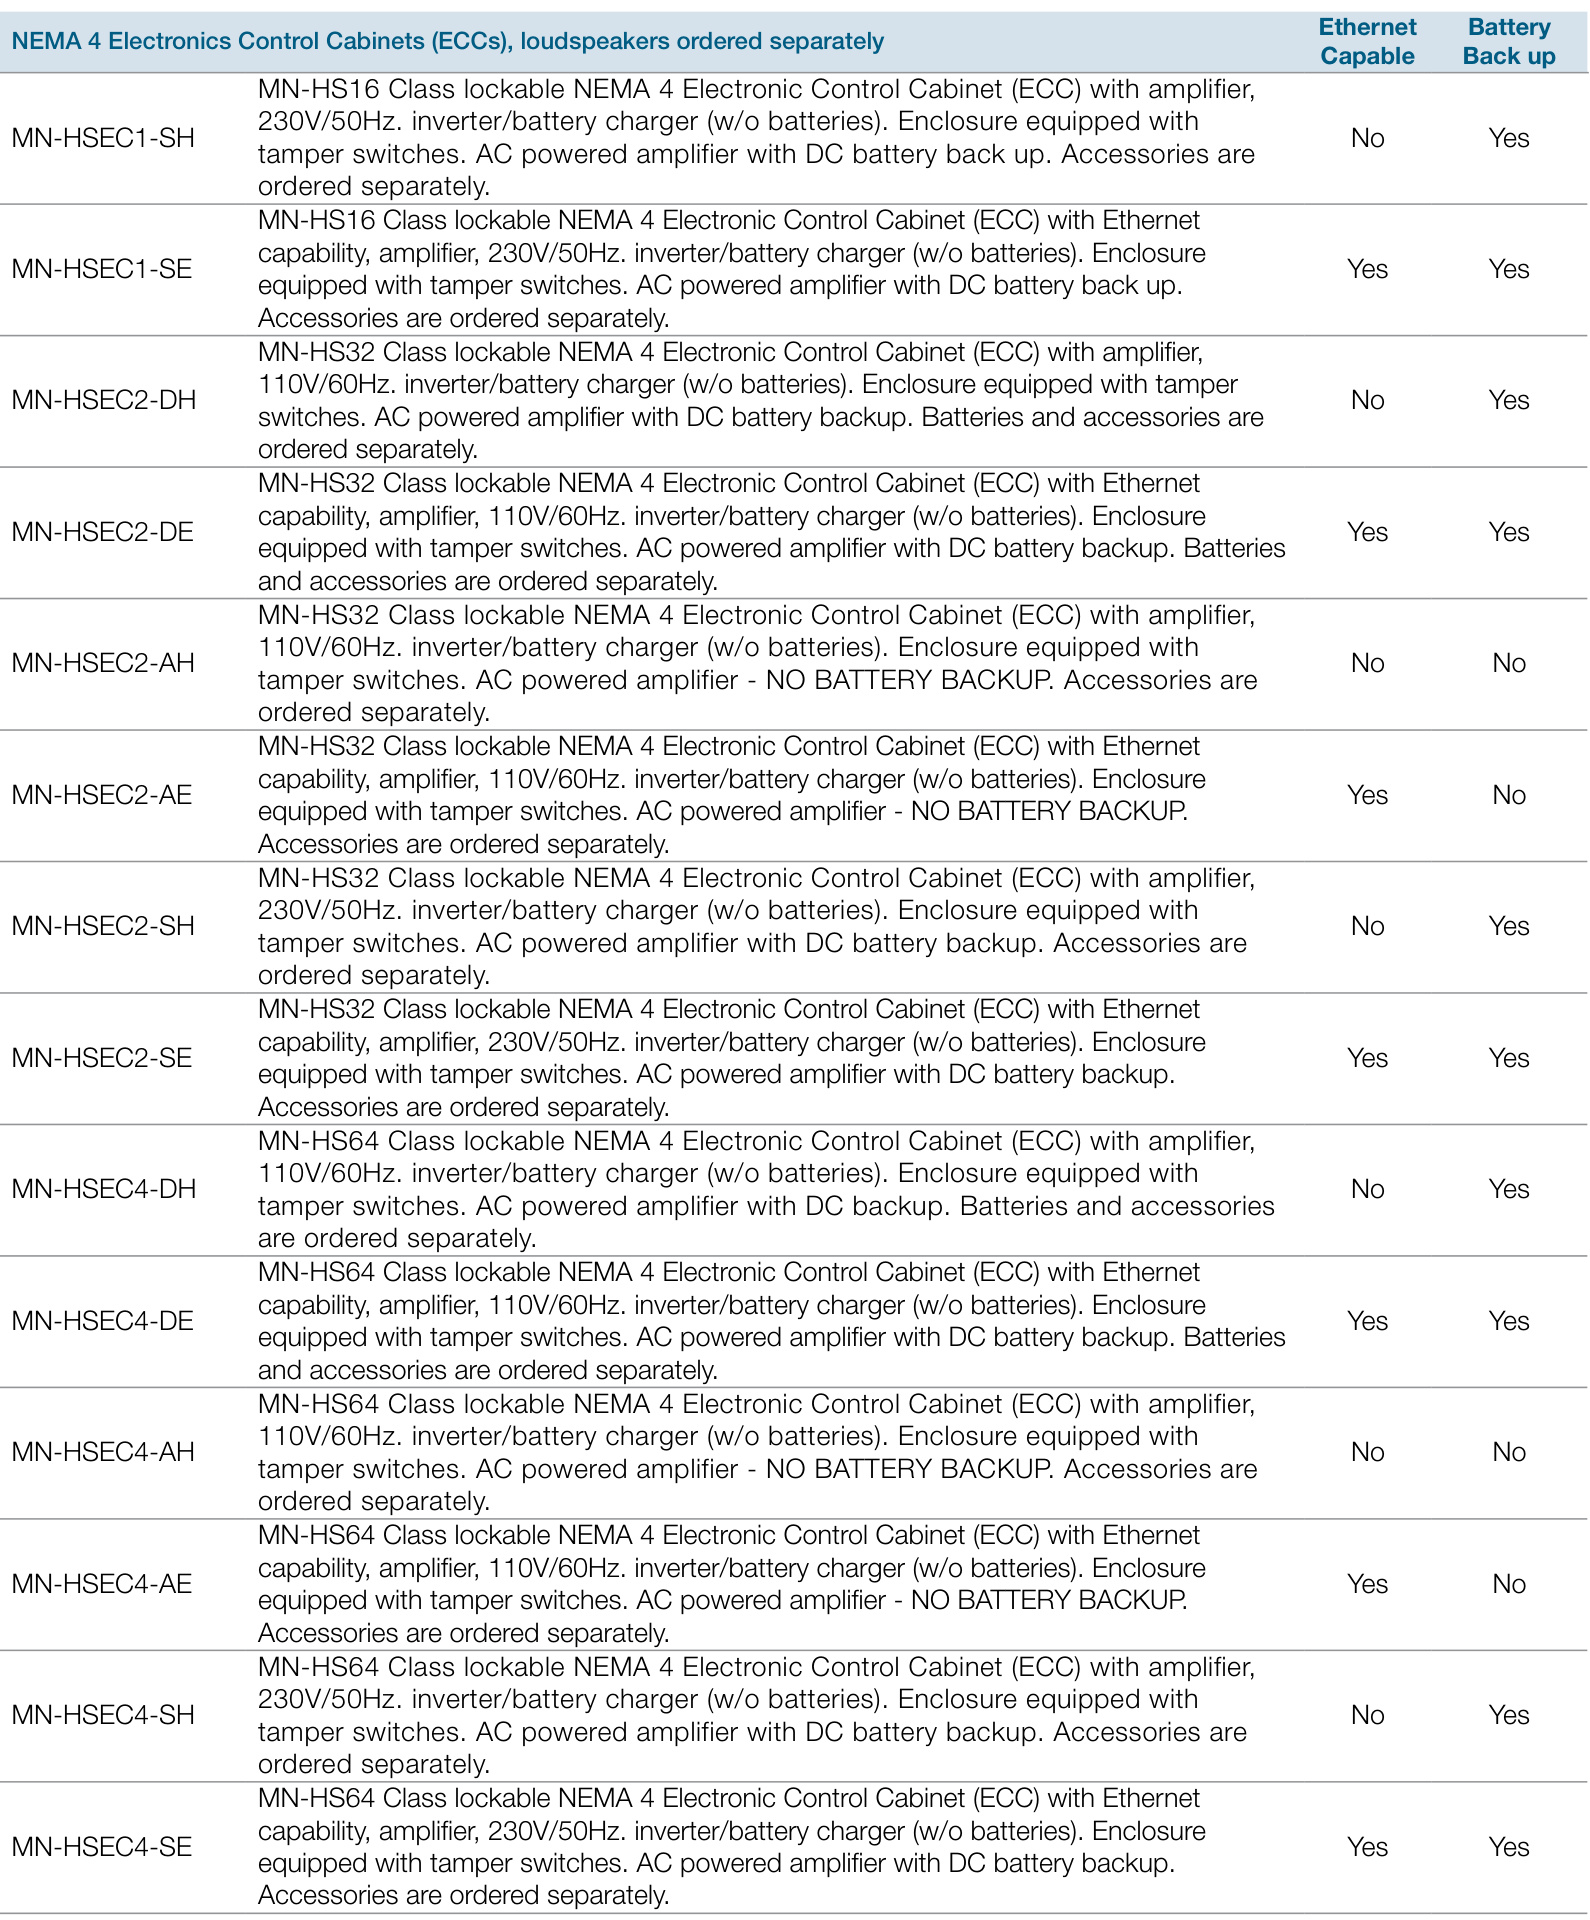 NEMA 4 Electronics Control Cabinets (ECCs), loudspeakers ordered separately
Ethernet
Capable
Battery
Back up
MN-HSEC1-SH
MN-HS16 Class lockable NEMA 4 Electronic Control Cabinet (ECC) with amplifier,
230V/50Hz. inverter/battery charger (w/o batteries). Enclosure equipped with
tamper switches. AC powered amplifier with DC battery back up. Accessories are
ordered separately.
No
Yes
MN-HSEC1-SE
MN-HS16 Class lockable NEMA 4 Electronic Control Cabinet (ECC) with Ethernet
capability, amplifier, 230V/50Hz. inverter/battery charger (w/o batteries). Enclosure
equipped with tamper switches. AC powered amplifier with DC battery back up.
Accessories are ordered separately.
Yes
Yes
MN-HSEC2-DH
MN-HS32 Class lockable NEMA 4 Electronic Control Cabinet (ECC) with amplifier,
110V/60Hz. inverter/battery charger (w/o batteries). Enclosure equipped with tamper
switches. AC powered amplifier with DC battery backup. Batteries and accessories are
ordered separately.
No
Yes
MN-HSEC2-DE
MN-HS32 Class lockable NEMA 4 Electronic Control Cabinet (ECC) with Ethernet
capability, amplifier, 110V/60Hz. inverter/battery charger (w/o batteries). Enclosure
equipped with tamper switches. AC powered amplifier with DC battery backup. Batteries
and accessories are ordered separately.
Yes
Yes
MN-HSEC2-AH
MN-HS32 Class lockable NEMA 4 Electronic Control Cabinet (ECC) with amplifier,
110V/60Hz. inverter/battery charger (w/o batteries). Enclosure equipped with
tamper switches. AC powered amplifier - NO BATTERY BACKUP. Accessories are
ordered separately.
No
No
MN-HSEC2-AE
MN-HS32 Class lockable NEMA 4 Electronic Control Cabinet (ECC) with Ethernet
capability, amplifier, 110V/60Hz. inverter/battery charger (w/o batteries). Enclosure
equipped with tamper switches. AC powered amplifier - NO BATTERY BACKUP.
Accessories are ordered separately.
Yes
No
MN-HSEC2-SH
MN-HS32 Class lockable NEMA 4 Electronic Control Cabinet (ECC) with amplifier,
230V/50Hz. inverter/battery charger (w/o batteries). Enclosure equipped with
tamper switches. AC powered amplifier with DC battery backup. Accessories are
ordered separately.
No
Yes
MN-HSEC2-SE
MN-HS32 Class lockable NEMA 4 Electronic Control Cabinet (ECC) with Ethernet
capability, amplifier, 230V/50Hz. inverter/battery charger (w/o batteries). Enclosure
equipped with tamper switches. AC powered amplifier with DC battery backup.
Accessories are ordered separately.
Yes
Yes
MN-HSEC4-DH
MN-HS64 Class lockable NEMA 4 Electronic Control Cabinet (ECC) with amplifier,
110V/60Hz. inverter/battery charger (w/o batteries). Enclosure equipped with
tamper switches. AC powered amplifier with DC backup. Batteries and accessories
are ordered separately.
No
Yes
MN-HSEC4-DE
MN-HS64 Class lockable NEMA 4 Electronic Control Cabinet (ECC) with Ethernet
capability, amplifier, 110V/60Hz. inverter/battery charger (w/o batteries). Enclosure
equipped with tamper switches. AC powered amplifier with DC battery backup. Batteries
and accessories are ordered separately.
Yes
Yes
MN-HSEC4-AH
MN-HS64 Class lockable NEMA 4 Electronic Control Cabinet (ECC) with amplifier,
110V/60Hz. inverter/battery charger (w/o batteries). Enclosure equipped with
tamper switches. AC powered amplifier - NO BATTERY BACKUP. Accessories are
ordered separately.
No
No
MN-HSEC4-AE
MN-HS64 Class lockable NEMA 4 Electronic Control Cabinet (ECC) with Ethernet
capability, amplifier, 110V/60Hz. inverter/battery charger (w/o batteries). Enclosure
equipped with tamper switches. AC powered amplifier - NO BATTERY BACKUP.
Accessories are ordered separately.
Yes
No
MN-HSEC4-SH
MN-HS64 Class lockable NEMA 4 Electronic Control Cabinet (ECC) with amplifier,
230V/50Hz. inverter/battery charger (w/o batteries). Enclosure equipped with
tamper switches. AC powered amplifier with DC battery backup. Accessories are
ordered separately.
No
Yes
MN-HSEC4-SE
MN-HS64 Class lockable NEMA 4 Electronic Control Cabinet (ECC) with Ethernet
capability, amplifier, 230V/50Hz. inverter/battery charger (w/o batteries). Enclosure
equipped with tamper switches. AC powered amplifier with DC battery backup.
Accessories are ordered separately.
Yes
Yes